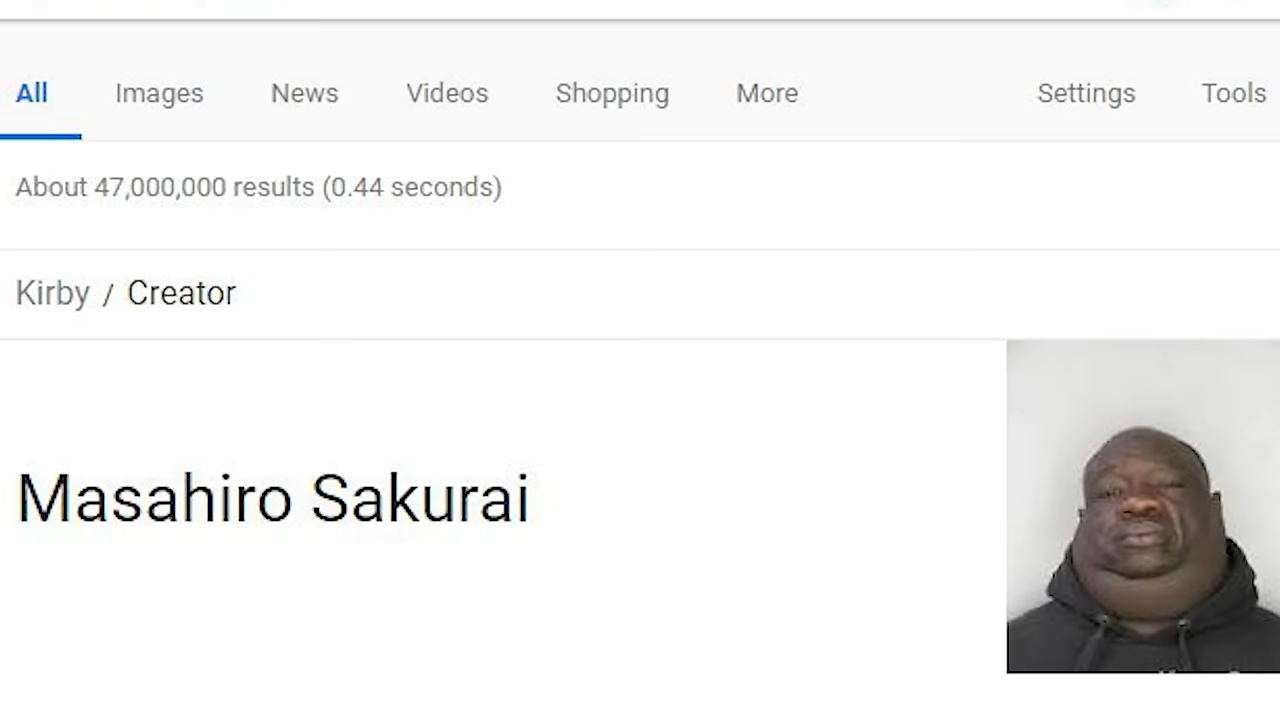 All Images News Videos Shopping More Settings Tools
About 47,000,000 results (0.44 seconds)
Kirby / Creator
Masahiro Sakurai